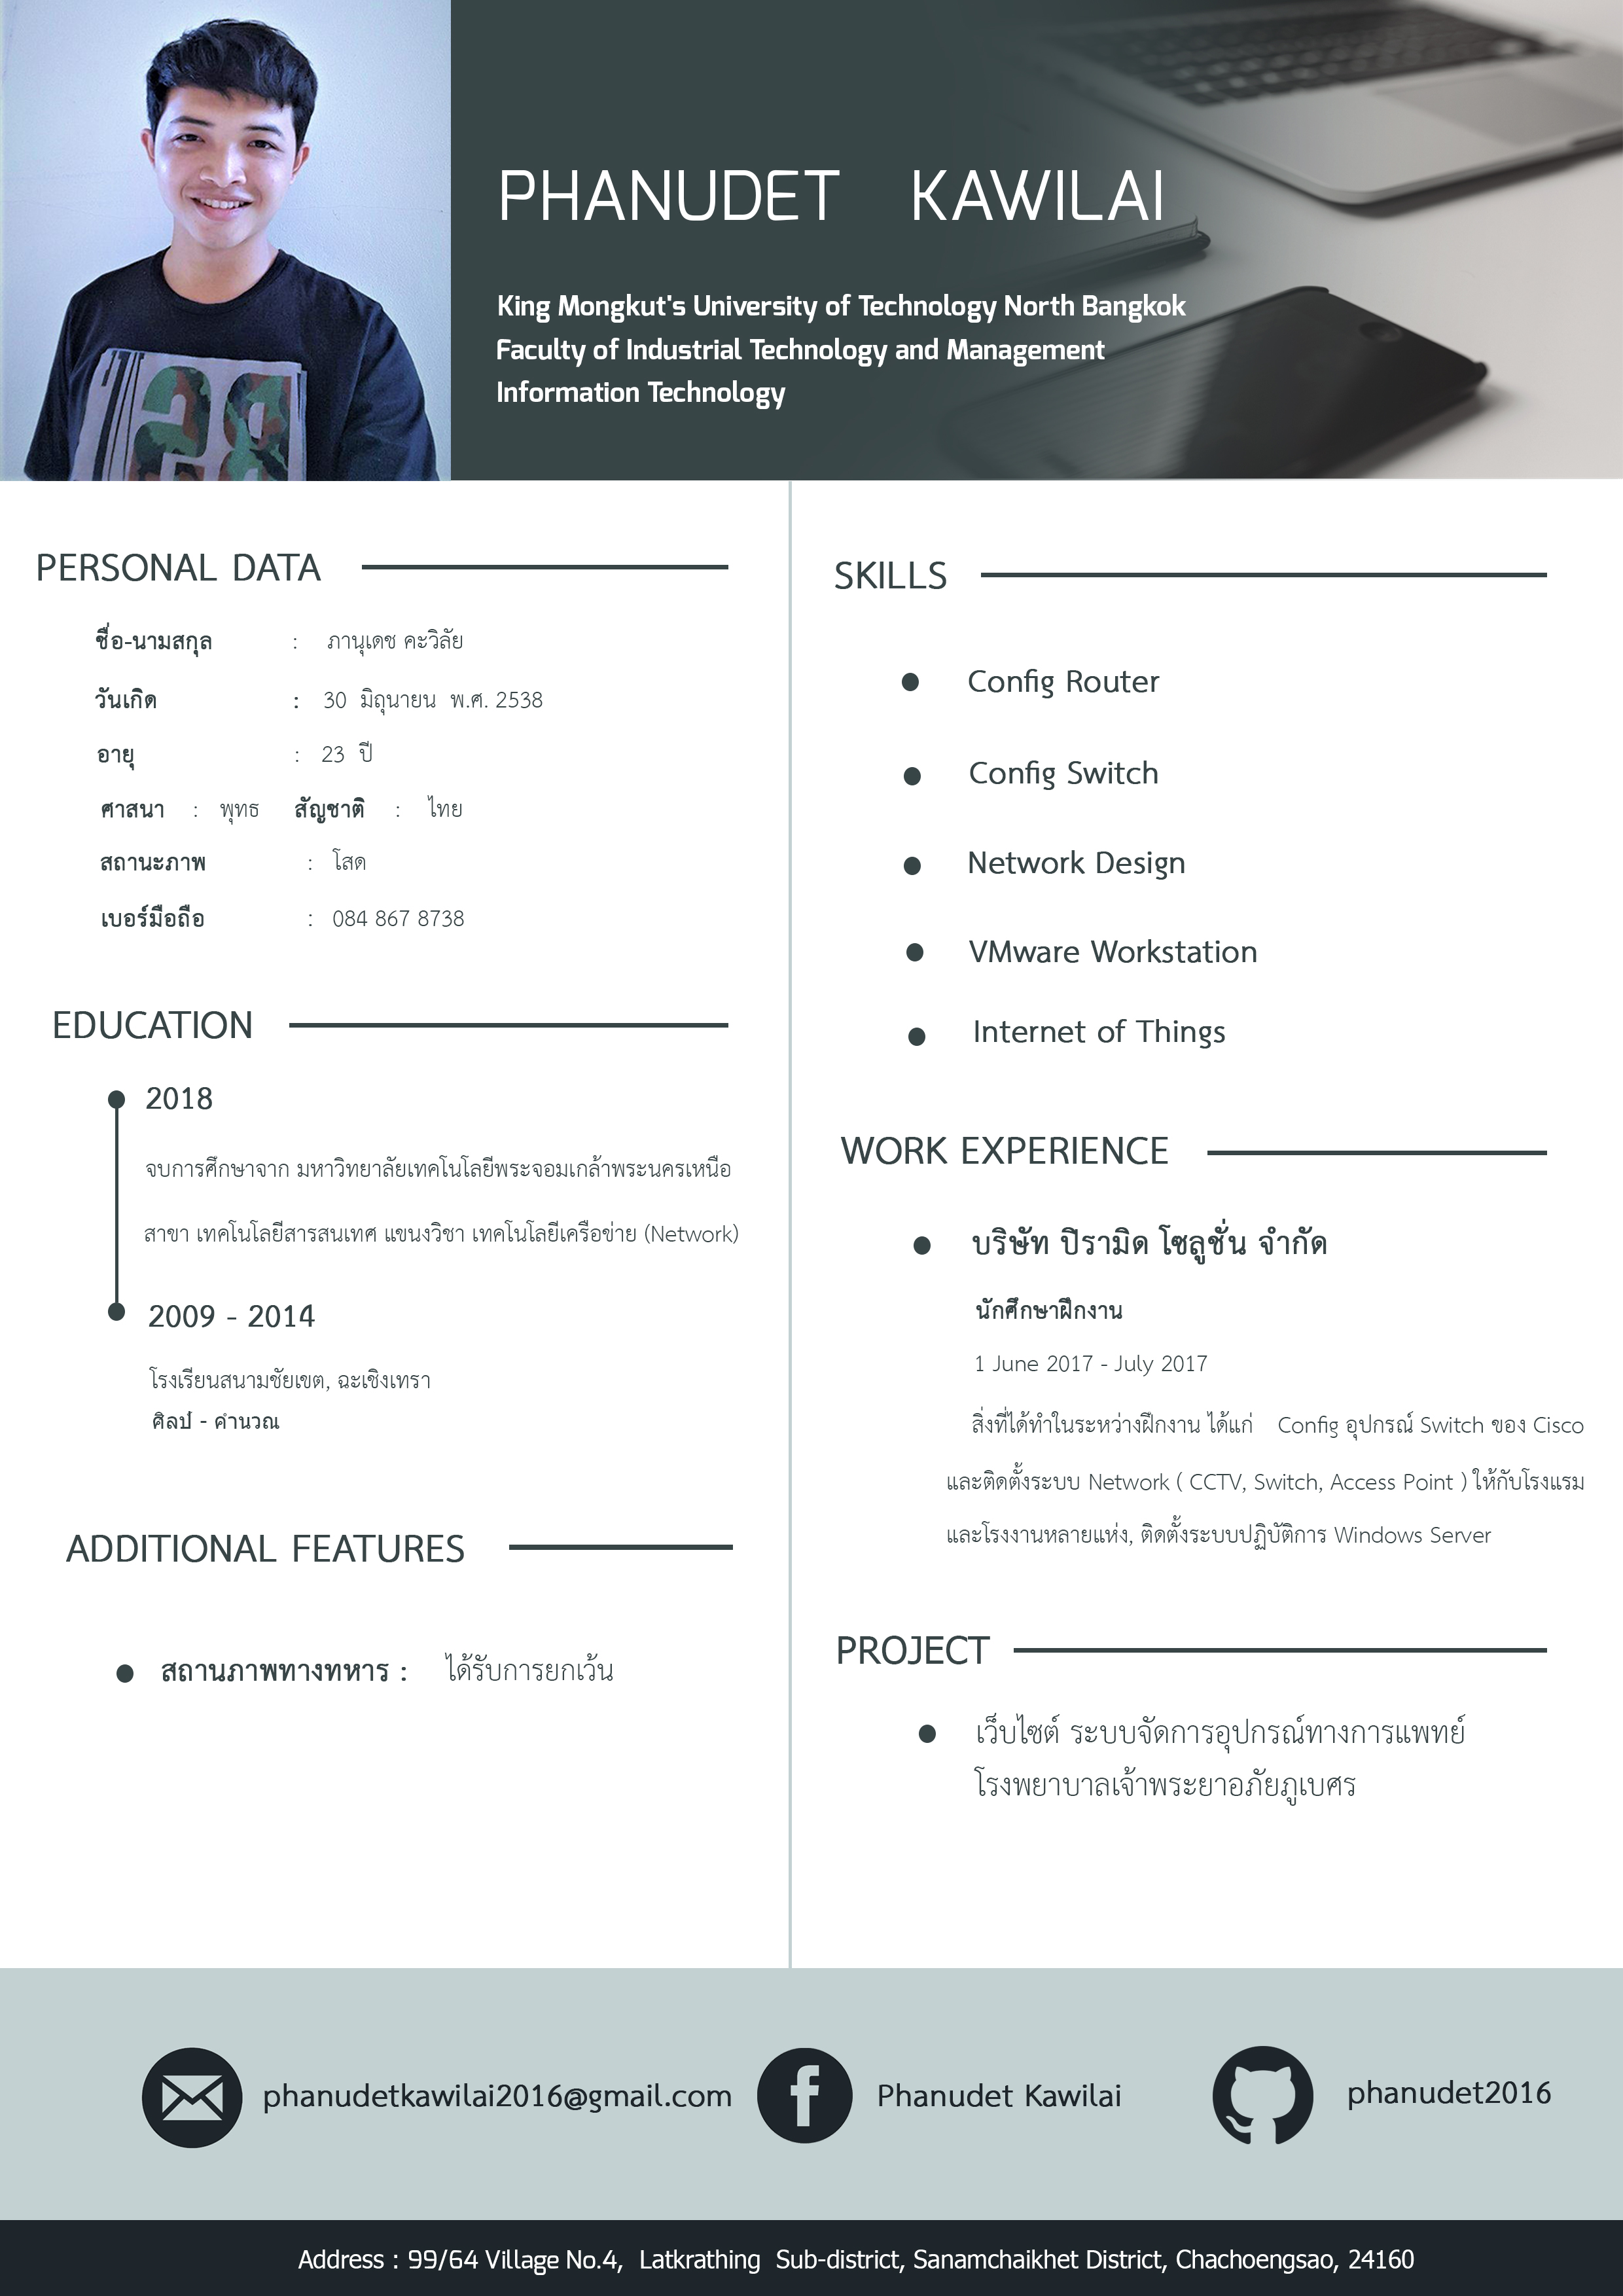 PHANUDET KAWILAI
King Mongkut's University of Technology North Bangkok
Faculty of Industrial Technology and Management
Information Technology
PERSONAL DATA
ชื่อ-นามสกุล : ภานุเดช คะวิลัย
วันเกิด : 30 มิถุนายน พ.ศ. 2538
อายุ : 23 ปี
ศาสนา : พุทธ สัญชาติ : ไทย
สถานะภาพ : โสด
เบอร์มือถือ : 084 867 8738
EDUCATION
2018
จบการศึกษาจาก มหาวิทยาลัยเทคโนโลยีพระจอมเกล้าพระนครเหนือ
สาขา เทคโนโลยีสารสนเทศ แขนงวิชา เทคโนโลยีเครือข่าย (Network)
2009 - 2014
โรงเรียนสนามชัยเขต, ฉะเชิงเทรา
ศิลป์ - คำนวณ
ADDITIONAL FEATURES
สถานภาพทางทหาร : ได้รับการยกเว้น
SKILLS
Config Router
Config Switch
Network Design
VMware Workstation
Internet of Things
WORK EXPERIENCE
บริษัท ปิรามิด โซลูชั่น จำกัด
นักศึกษาฝึกงาน
1 June 2017 - July 2017
สิ่งที่ได้ทำในระหว่างฝึกงาน ได้แก่ Config อุปกรณ์ Switch ของ Cisco
และติดตั้งระบบ Network ( CCTV, Switch, Access Point ) ให้กับโรงแรม
และโรงงานหลายแห่ง, ติดตั้งระบบปฏิบัติการ Windows Server
PROJECT
เว็บไซต์ ระบบจัดการอุปกรณ์ทางการแพทย์
โรงพยาบาลเจ้าพระยาอภัยภูเบศร
phanudetkawilai2016@gmail.com
Phanudet Kawilai
phanudet2016
Address : 99/64 Village No.4, Latkrathing Sub-district, Sanamchaikhet District, Chachoengsao, 24160